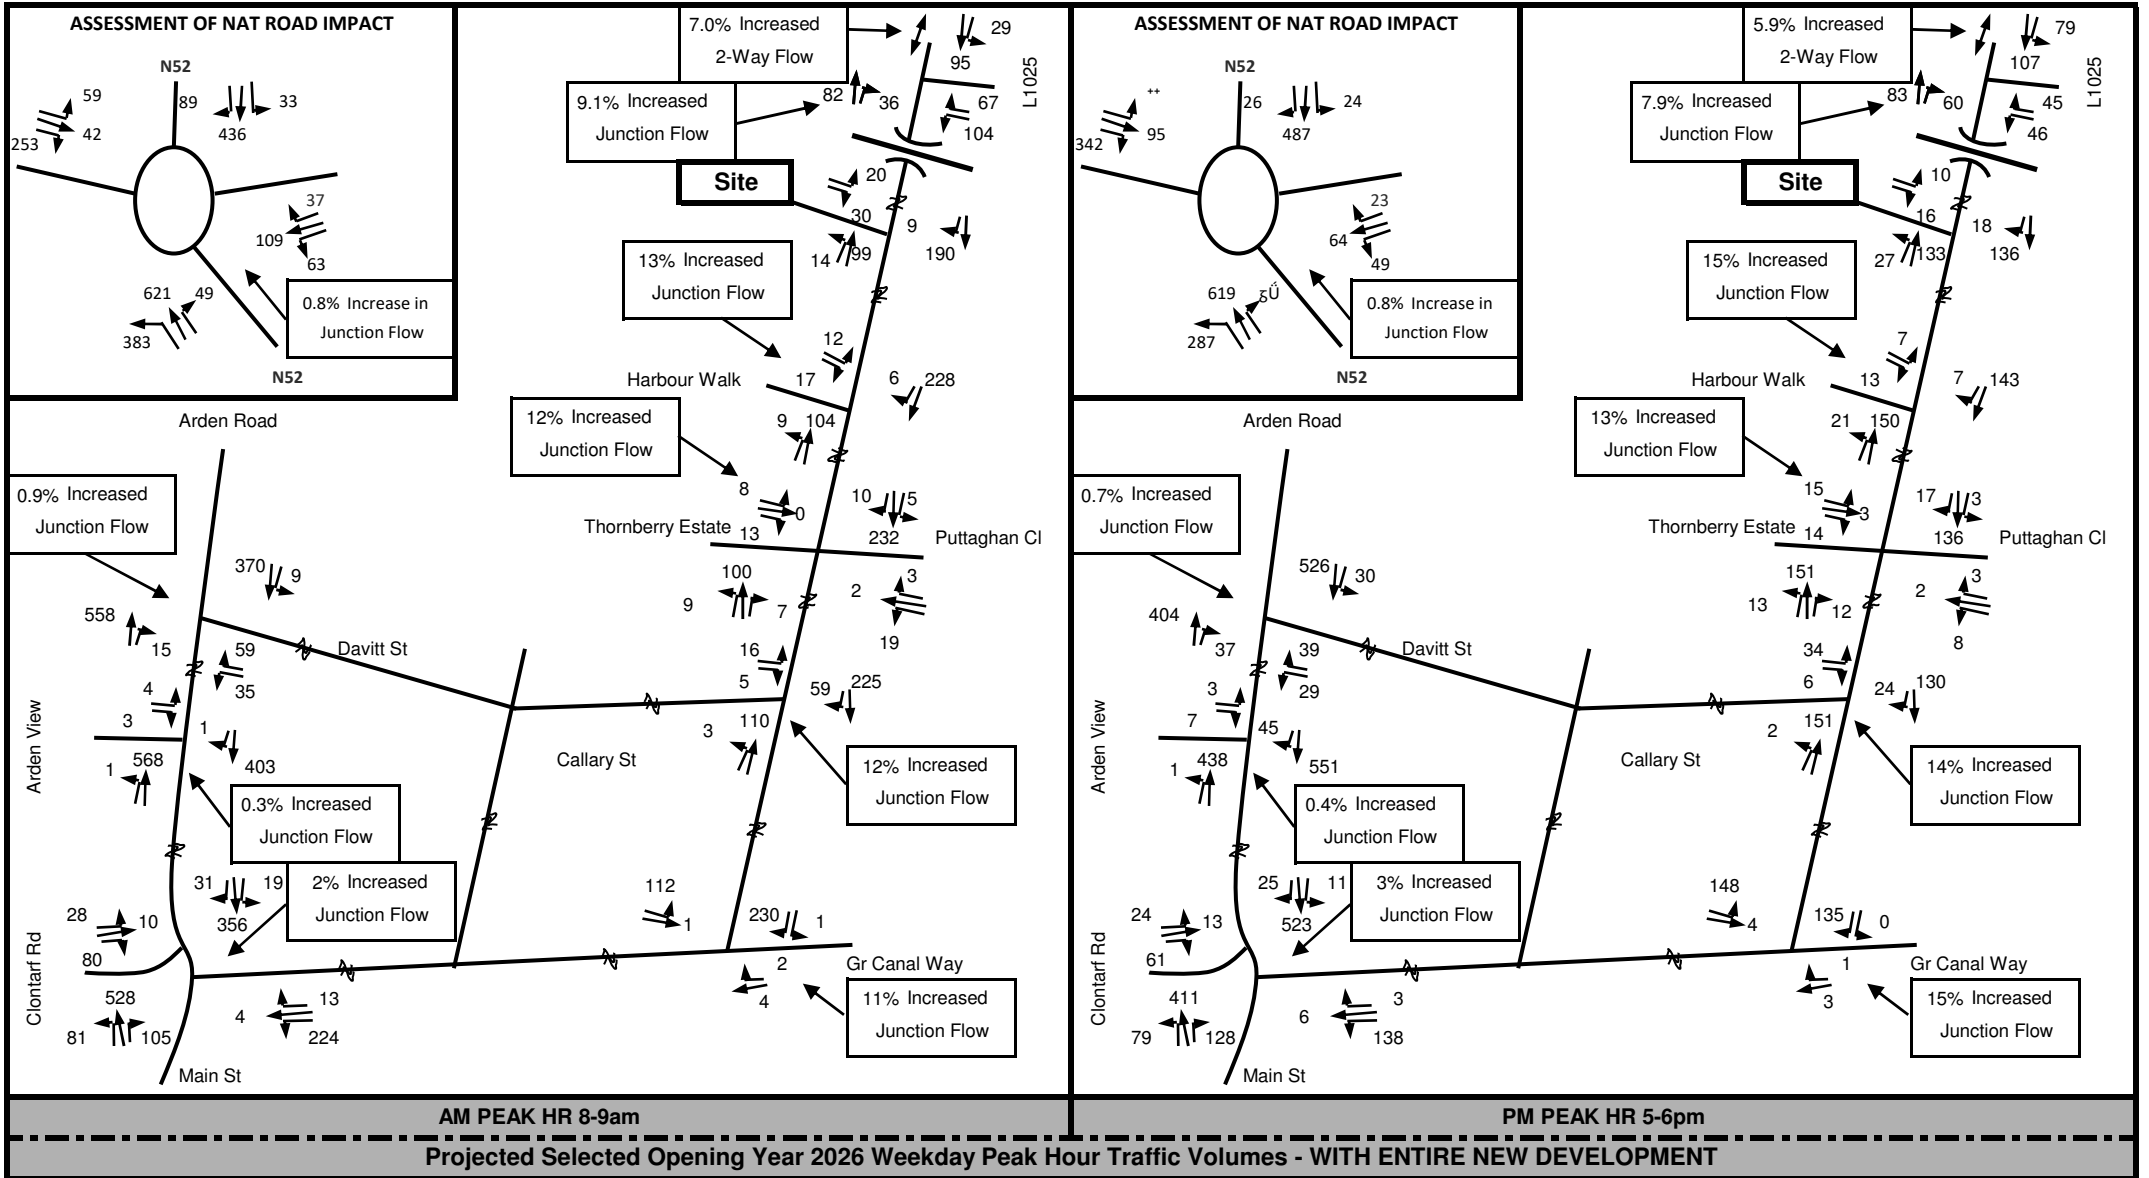 ASSESSMENT OF NAT ROAD IMPACT
N52
59
42
253
89
33
436
37
109
63
621
49
383
0.8% Increase in
Junction Flow
N52
7.0% Increased
2-Way Flow
29
95
L1025
82
36
67
104
9.1% Increased
Junction Flow
Site
20
30
9
190
14
99
13% Increased
Junction Flow
12
17
Harbour Walk
6
228
9
104
12% Increased
Junction Flow
8
0
13
Thornberry Estate
10
5
232
Puttaghan Cl
100
9
7
2
3
19
Arden Road
0.9% Increased
Junction Flow
370
9
558
15
59
35
Davitt St
16
5
59
225
3
110
Callary St
12% Increased
Junction Flow
4
3
1
403
Arden View
568
1
0.3% Increased
Junction Flow
31
19
356
2% Increased
Junction Flow
28
10
80
Clontarf Rd
112
1
230
1
2
4
Gr Canal Way
11% Increased
Junction Flow
528
81
105
4
13
224
Main St
AM PEAK HR 8-9am
ASSESSMENT OF NAT ROAD IMPACT
N52
95
342
26
24
487
23
64
49
619
287
0.8% Increase in
Junction Flow
N52
5.9% Increased
2-Way Flow
79
107
L1025
83
60
45
46
7.9% Increased
Junction Flow
Site
10
16
18
136
27
133
15% Increased
Junction Flow
7
13
Harbour Walk
7
143
21
150
13% Increased
Junction Flow
15
3
14
Thornberry Estate
17
3
136
Puttaghan Cl
151
13
12
2
3
8
Arden Road
0.7% Increased
Junction Flow
526
30
404
37
39
29
Davitt St
34
6
24
130
2
151
Callary St
14% Increased
Junction Flow
3
7
45
551
Arden View
438
1
0.4% Increased
Junction Flow
25
11
523
3% Increased
Junction Flow
24
13
61
Clontarf Rd
148
4
135
0
1
3
Gr Canal Way
15% Increased
Junction Flow
411
79
128
6
3
138
Main St
PM PEAK HR 5-6pm
Projected Selected Opening Year 2026 Weekday Peak Hour Traffic Volumes - WITH ENTIRE NEW DEVELOPMENT